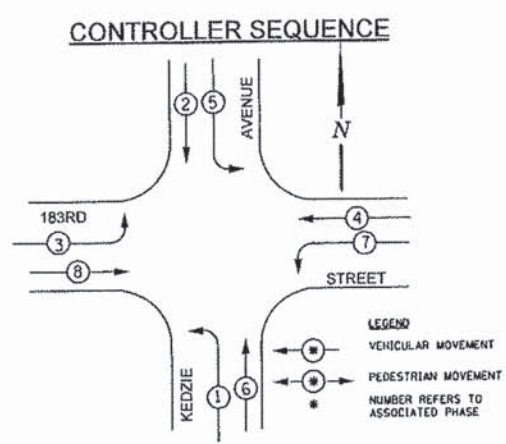 CONTROLLER SEQUENCE
2
5
AVENUE
N
183RD
4
3
7
8
STREET
LEGEND
* VEHICULAR MOVEMENT
* PEDESTRIAN MOVEMENT
* NUMBER REFERS TO
ASSOCIATED PHASE
KEDZIE
1
6